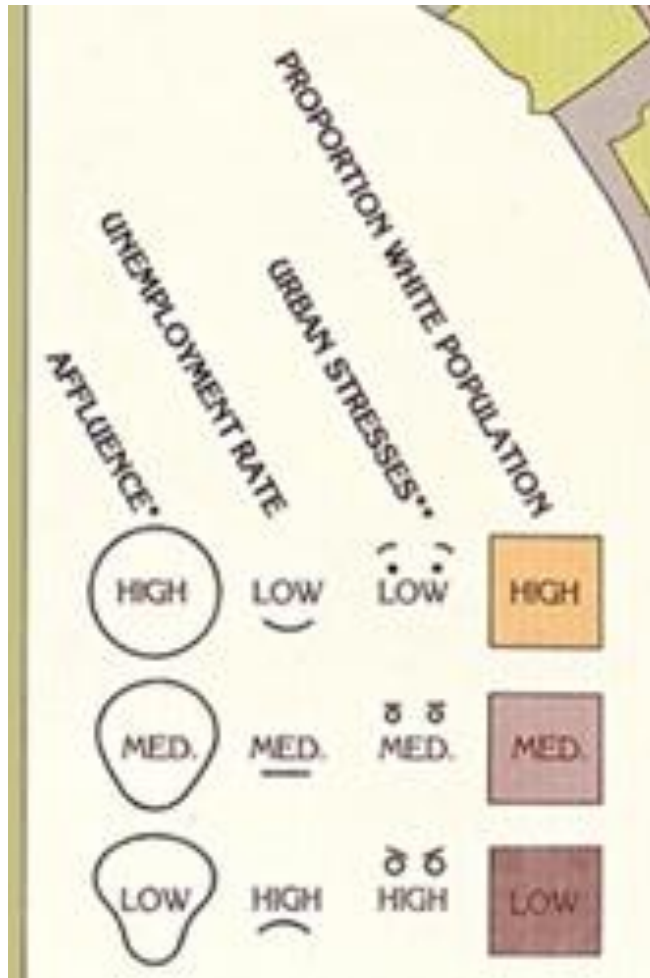 PROPORTION WHITE POPULATION
UNEMPLOYMENT RATE
URBAN STRESSES**
AFFLUENCE*
HIGH LOW LOW HIGH
MED. MED. MED. MED.
LOW HIGH HIGH LOW